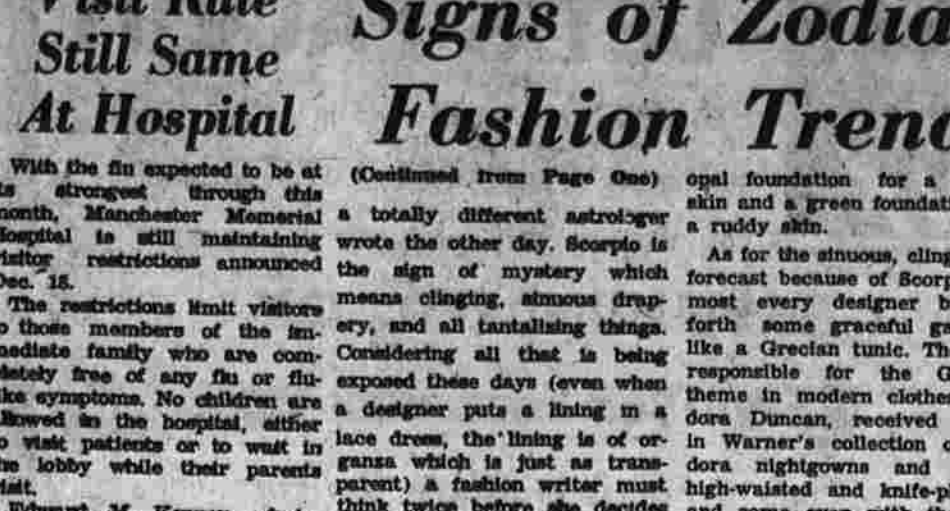 Visit Rate
Still Same
At Hospital
With the flu expected to be at
strongest through this
month, Manchester Memorial
Hospital is still maintaining
visitor restrictions announced
Dec. 18.
The restrictions limit visitors
to those members of the im-
mediate family who are com-
pletely free of any flu or flu-
like symptoms. No children are
allowed in the hospital, either
to visit patients or to wait in
the lobby while their parents
visit.
Signs of Zodia
Fashion Tren
(Continued from Page One)
a totally different astrologer
wrote the other day. Scorpio is
the sign of mystery which
means clinging, sinuous drap-
ery, and all tantalizing things.
Considering all that is being
exposed these days (even when
a designer puts a lining in a
lace dress, the lining is of or-
ganza which is just as trans-
parent) a fashion writer must
think twice before she decides
opal foundation for a
skin and a green foundati
a ruddy skin.
As for the sinuous, cling
forecast because of Scorp
most every designer
forth some graceful
like a Grecian tunic. Th
responsible for the G
theme in modern clothe
dora Duncan, received
in Warner's collection
dora nightgowns and
high-waisted and knife-p